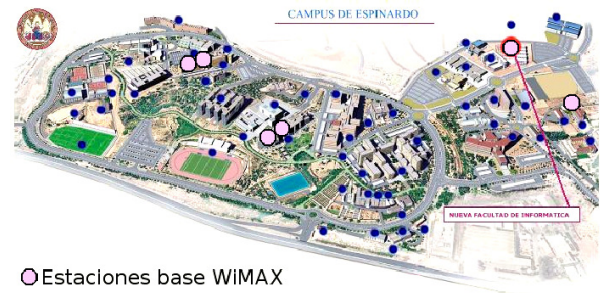 CAMPUS DE ESPINARDO
NUEVA FACULTAD DE INFORMATICA
Estaciones base WiMAX